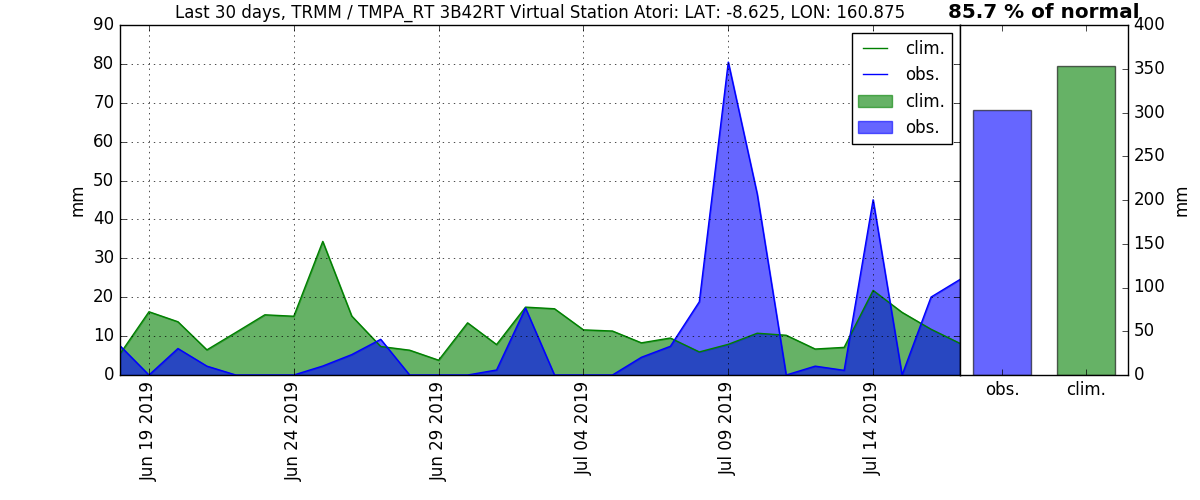 Last 30 days, TRMM / TMPA_RT 3B42RT Virtual Station Atori: LAT: -8.625, LON: 160.875
85.7 % of normal
90
80
70
60
50
40
30
20
10
0
mm
clim.
obs.
clim.
obs.
Jun 19 2019
Jun 24 2019
Jun 29 2019
Jul 04 2019
Jul 09 2019
Jul 14 2019
400
350
300
250
200
150
100
50
0
mm
obs.
clim.